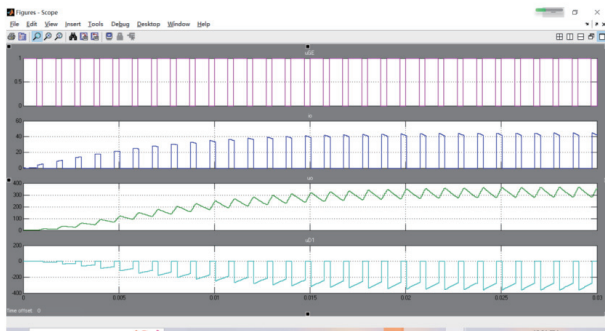 Figures - Scope
File Edit View Insert Tools Debug Desktop Window Help
uGE
1
0.5
0
60
40
20
0
uo
400
300
200
100
0
uD1
200
0
-200
-400
0 0.005 0.01 0.015 0.02 0.025 0.03
Time offset: 0